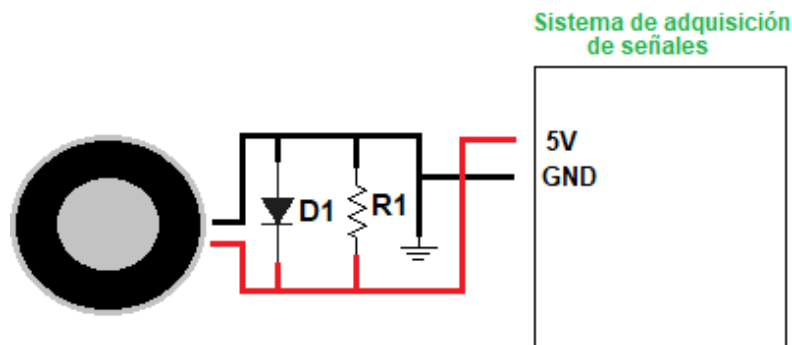 Sistema de adquisición
de señales
5V
GND
D1
R1